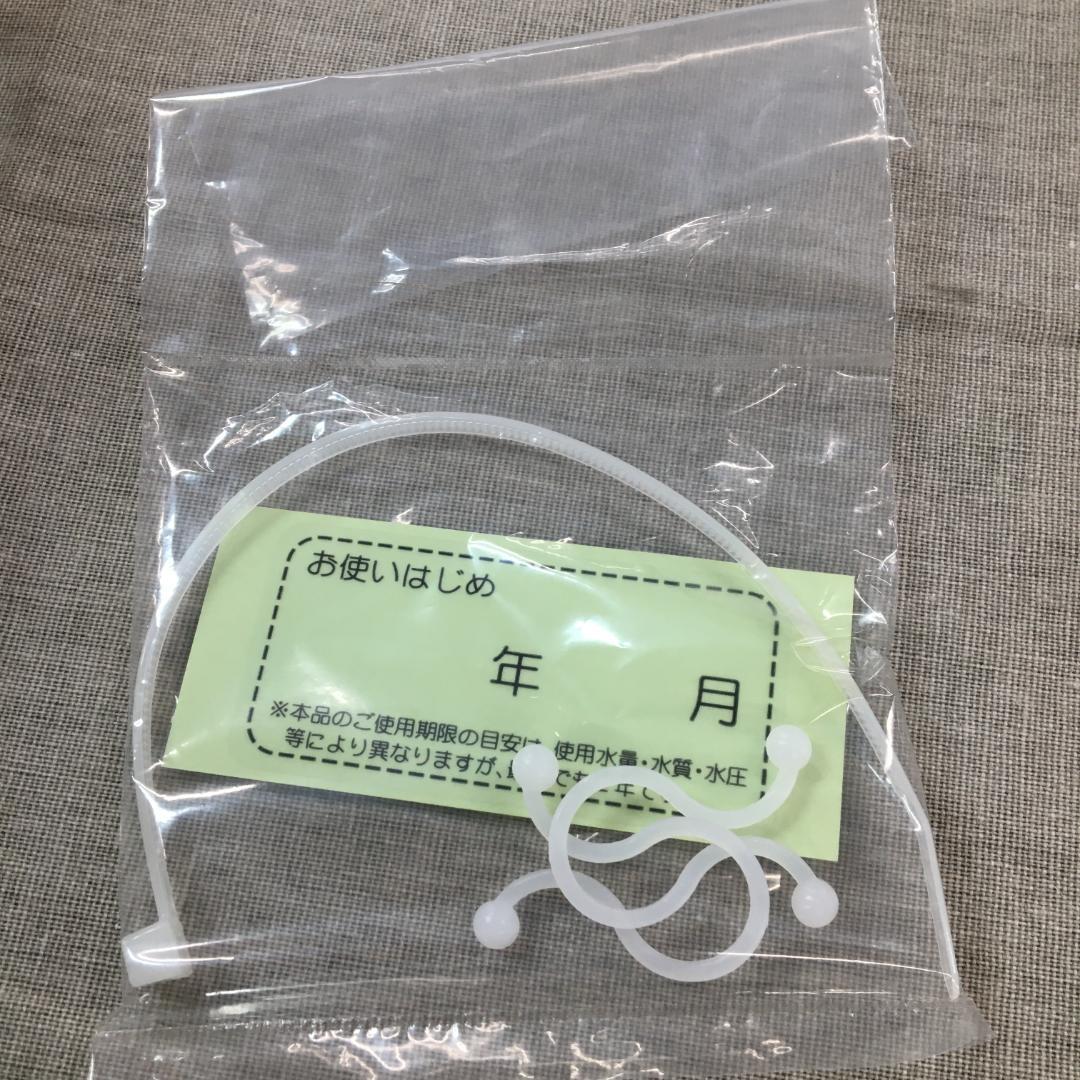 お使いはじめ
年 月
※本品のご使用期限の目安は、使用水量・水質・水圧
等により異なりますが、